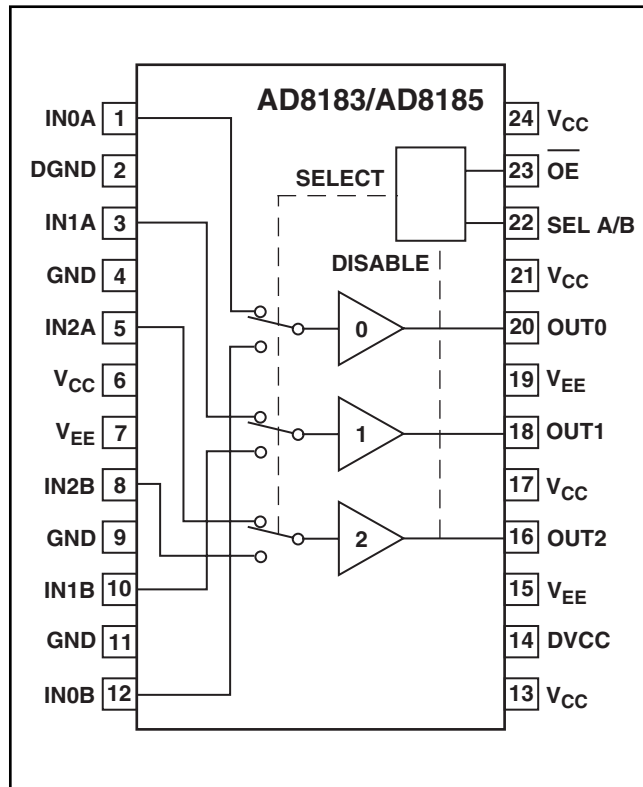 AD8183/AD8185
IN0A 1
DGND 2
IN1A 3
GND 4
IN2A 5
VCC 6
VEE 7
IN2B 8
GND 9
IN1B 10
GND 11
IN0B 12
SELECT
DISABLE
0
1
2
24 VCC
23 OE
22 SEL A/B
21 VCC
20 OUT0
19 VEE
18 OUT1
17 VCC
16 OUT2
15 VEE
14 DVCC
13 VCC